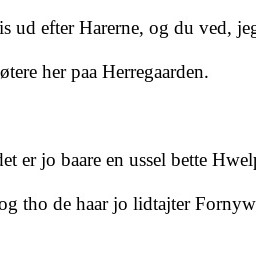 is ud efter Harerne, og du ved, jeg
øtere her paa Herregaarden.
det er jo baare en ussel bette Hwelp
og tho de haar jo lidtajter Fornyw